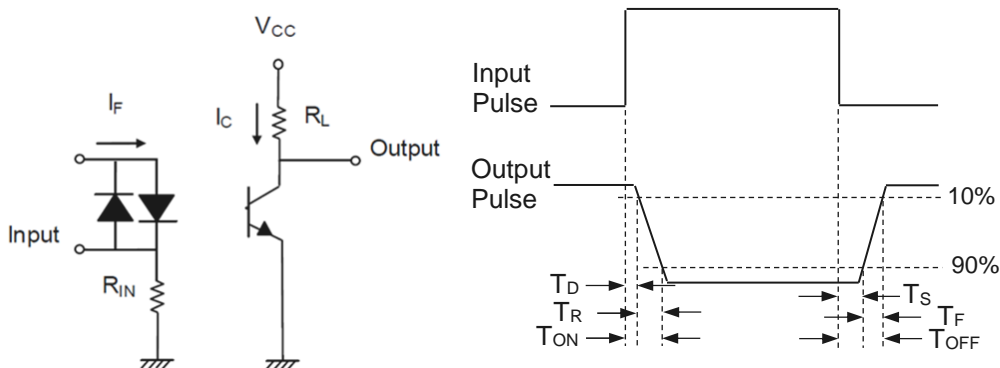 V_CC
I_F
I_C
R_L
Output
Input
R_IN
Input
Pulse
Output
Pulse
10%
90%
T_D
T_R
T_ON
T_S
T_F
T_OFF